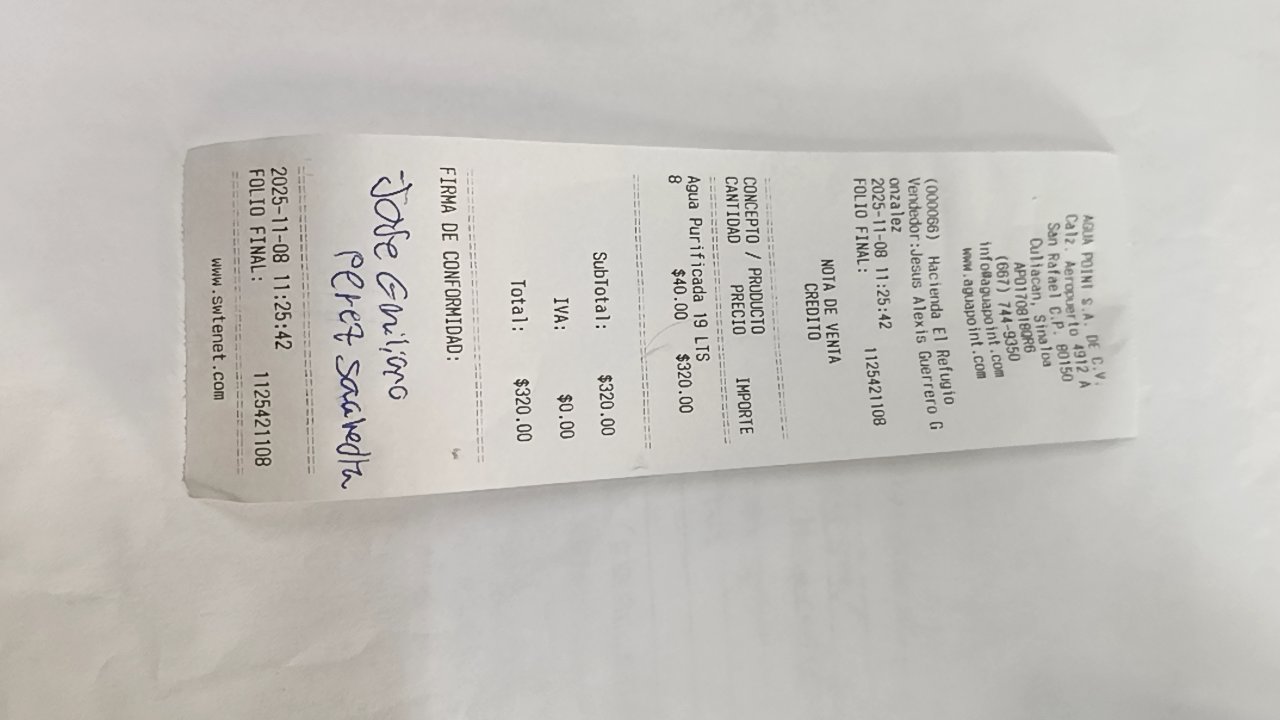 AGUA POINT S.A. DE C.V.
Calz. Aeropuerto 4912 A
San Rafael C.P. 80150
Culiacan, Sinaloa
APO170818QR6
(667) 744-9350
info@aguapoint.com
www.aguapoint.com
(000066) Hacienda El Refugio
Vendedor:Jesus Alexis Guerrero G
onzalez
2025-11-08 11:25:42
FOLIO FINAL: 1125421108
NOTA DE VENTA
CREDITO
CONCEPTO / PRODUCTO
CANTIDAD PRECIO IMPORTE
Agua Purificada 19 LTS
8 $40.00 $320.00
SubTotal: $320.00
IVA: $0.00
Total: $320.00
FIRMA DE CONFORMIDAD:
Jose Emiliano
Perez Saavedra
2025-11-08 11:25:42
FOLIO FINAL: 1125421108
www.swtenet.com